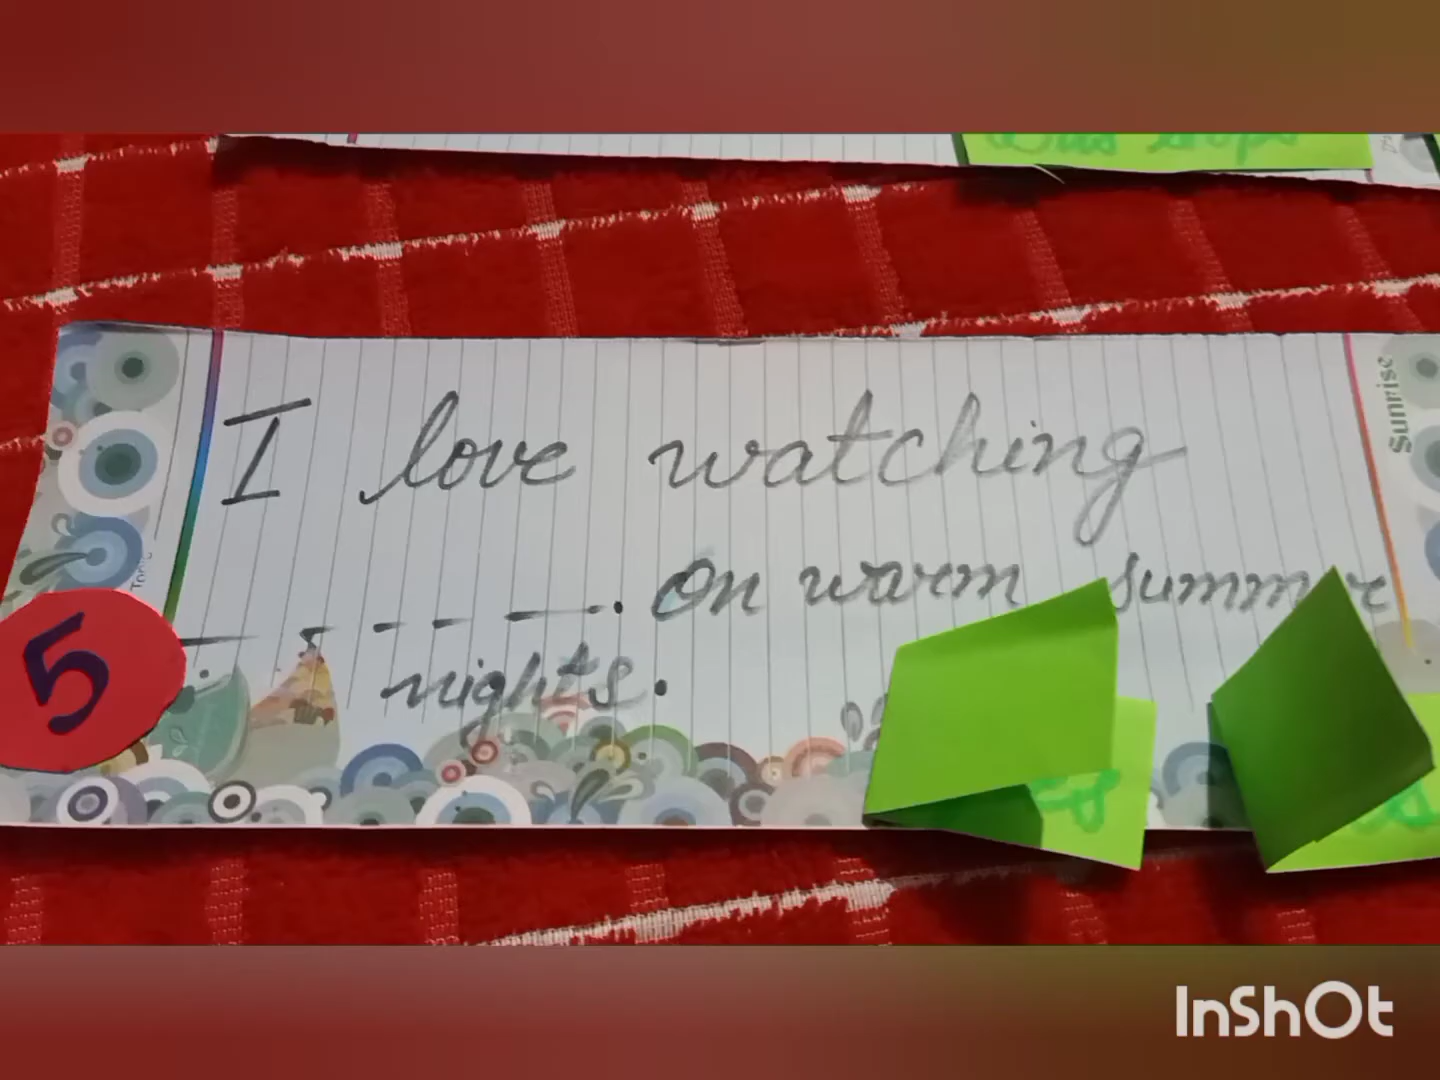 Sunrise
I love watching
5
_ _ _ _ _. On warm summer
nights.
InShOt